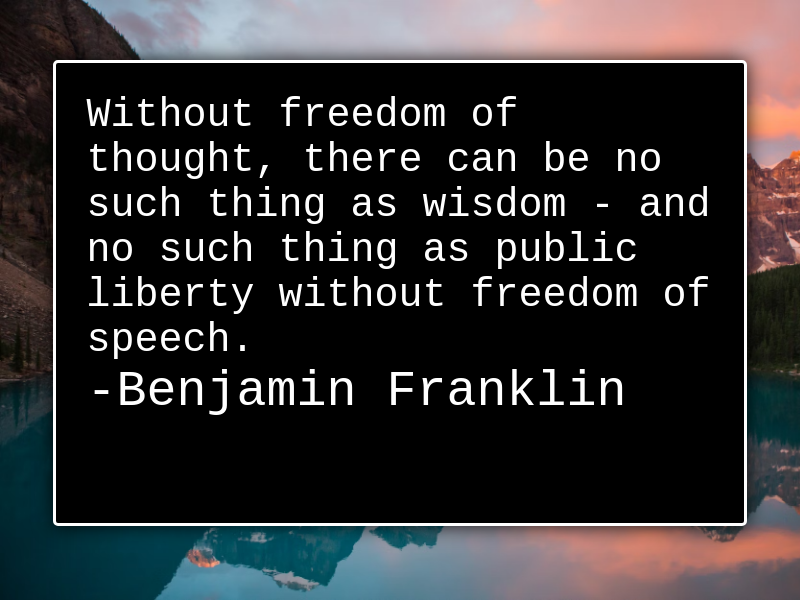 Without freedom of
thought, there can be no
such thing as wisdom - and
no such thing as public
liberty without freedom of
speech.
-Benjamin Franklin